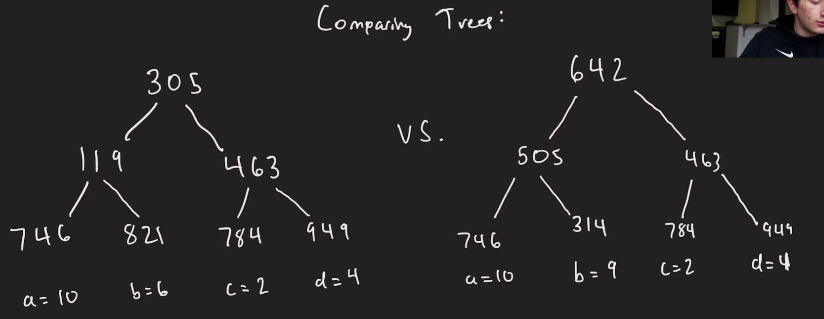 Comparing Trees:
305
642
vs.
119 463
505 463
746 821 784 949
746 314 784 949
a=10 b=6 c=2 d=4
a=10 b=9 c=2 d=4